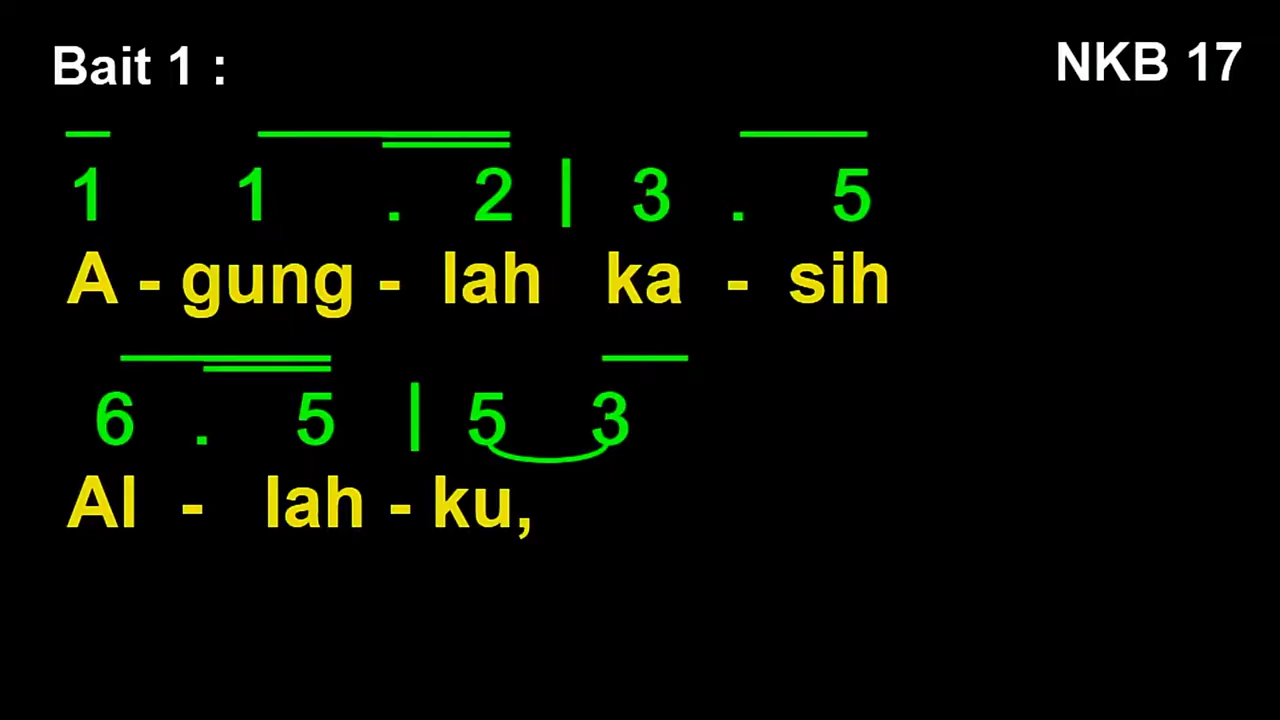 Bait 1 : NKB 17
1 1 . 2 | 3 . 5
A - gung - lah ka - sih
6 . 5 | 5 3
Al - lah - ku,